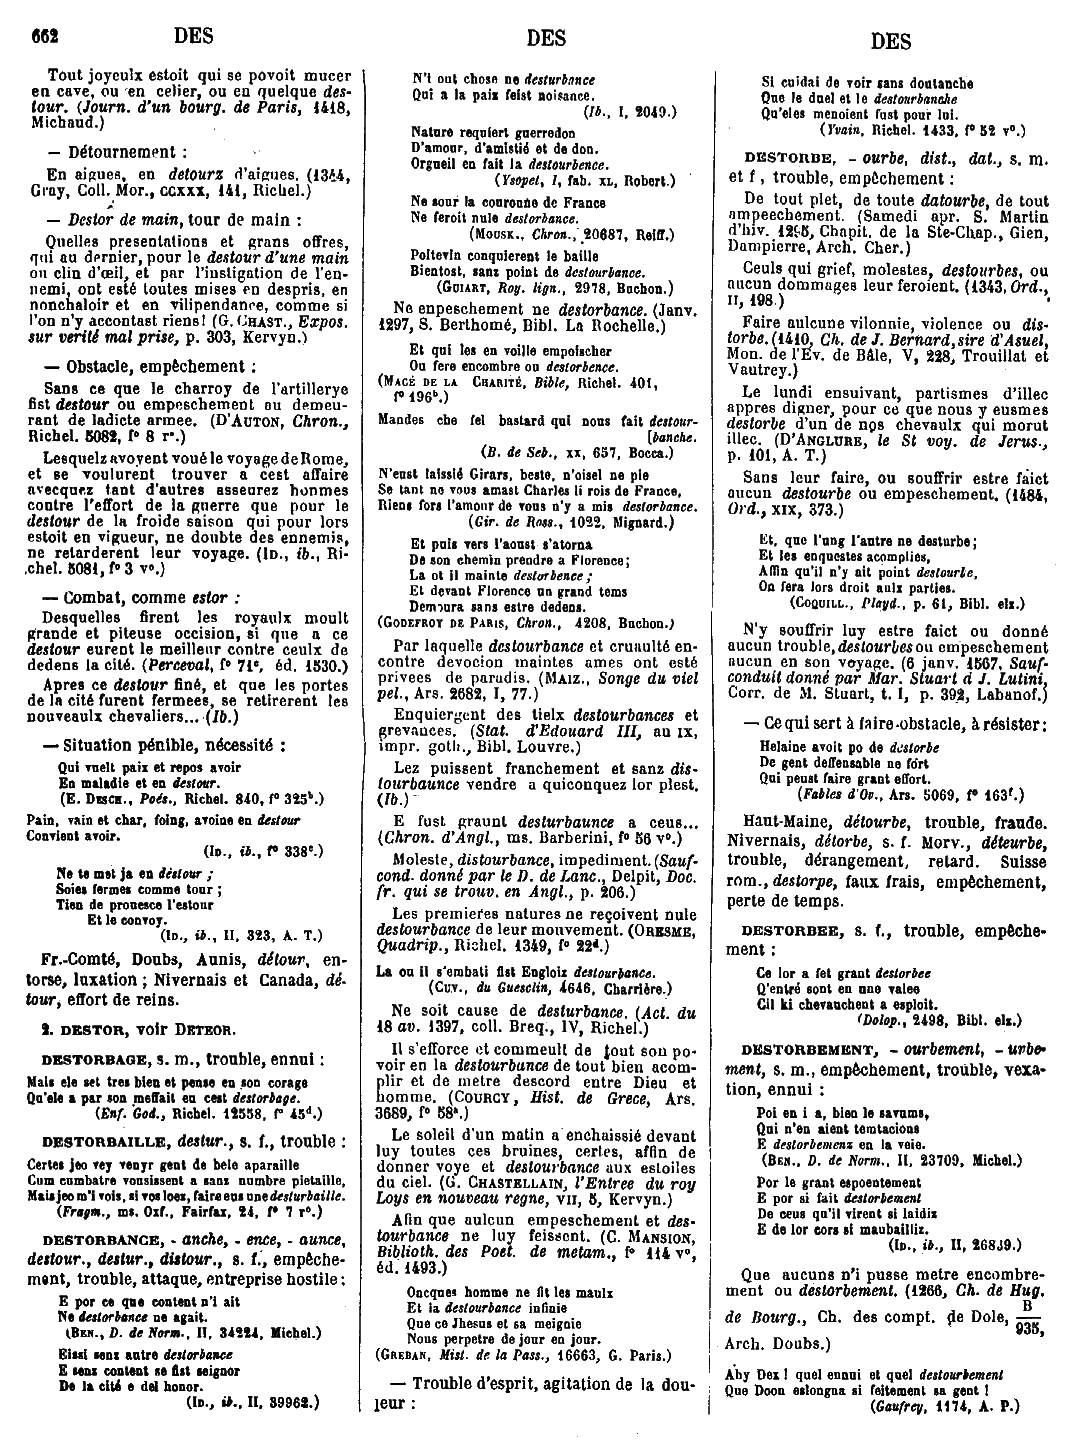 662 DES DES DES
Tout joyeulx estoit qui se povoit mucer
en cave, ou en celier, ou en quelque des-
tour. (Journ. d'un bourg. de Paris, 1418,
Michaud.)
— Détournement :
En aigues, en detourz d'aigues. (1344,
Gray, Coll. Mor., CCXXX, 141, Richel.)
— Destor de main, tour de main :
Quelles presentations et grans offres,
qui au dernier, pour le destour d'une main
ou clin d'œil, et par l'instigation de l'en-
nemi, ont esté toutes mises en despris, en
nonchaloir et en vilipendance, comme si
l'on n'y accontast riens! (G. CHAST., Expos.
sur verité mal prise, p. 303, Kervyn.)
— Obstacle, empêchement :
Sans ce que le charroy de l'artillerye
fist destour ou empeschement ou demeu-
rant de ladicte armee. (D'AUTON, Chron.,
Richel. 5082, f° 8 r°.)
Lesquelz avoyent voué le voyage de Rome,
et se voulurent trouver a cest affaire
avecquez tant d'autres asseurez hommes
contre l'effort de la guerre que pour le
destour de la froide saison qui pour lors
estoit en vigueur, ne doubte des ennemis,
ne retarderent leur voyage. (ID., ib., Ri-
chel. 5081, f° 3 v°.)
— Combat, comme estor :
Desquelles firent les royaulx moult
grande et piteuse occision, si que a ce
destour eurent le meilleur contre ceulx de
dedens la cité. (Perceval, f° 71c, éd. 1530.)
Apres ce destour finé, et que les portes
de la cité furent fermees, se retirerent les
nouveaulx chevaliers... (Ib.)
— Situation pénible, nécessité :
Qui vuelt paix et repos avoir
En maladie et en destour.
(E. DESCH., Poés., Richel. 840, f° 325b.)
Pain, vain et char, foing, avoine en destour
Convient avoir.
(ID., ib., f° 338c.)
Ne te met ja en destour ;
Soies fermes comme tour ;
Tien de prouesce l'estour
Et le convoy.
(ID., ib., II, 323, A. T.)
Fr.-Comté, Doubs, Aunis, détour, en-
torse, luxation ; Nivernais et Canada, dé-
tour, effort de reins.
2. DESTOR, voir DETEOR.
DESTORBAGE, s. m., trouble, ennui :
Mais ele set tres bien et pense en son corage
Qu'ele a par son meffait eu cest destorbage.
(Enf. God., Richel. 12558, f° 45d.)
DESTORBAILLE, destur., s. f., trouble :
Certes jeo vey venyr gent de bele aparaille
Cum cumbatre vousissent a sanz numbre pietaille,
Mais jeo m'i vois, si vos loez, faire eus une desturbaille.
(Fragm., ms. Oxf., Fairfax, 24, f° 7 r°.)
DESTORBANCE, - anche, - ence, - aunce,
destour., destur., distour., s. f., empêche-
ment, trouble, attaque, entreprise hostile :
E por ce que content n'i ait
Ne destorbance ne agait.
(BEN., D. de Norm., II, 34224, Michel.)
Eissi senz autre destorbance
E senz content se fist seignor
De la cité e del honor.
(ID., ib., II, 39962.)
N'i out chose ne desturbance
Qui a la paiz feist noisance.
(Ib., I, 2049.)
Nature requiert guerredon
D'amour, d'amistié et de don.
Orgueil en fait la destourbence.
(Ysopet, I, fab. XL, Robert.)
Ne sour la couronne de France
Ne feroit nule destorbance.
(MOUSK., Chron., 20687, Reiff.)
Poitevin conquierent le baille
Bientost, sanz point de destourbance.
(GUIART, Roy. lign., 2978, Buchon.)
Ne enpeschement ne destorbance. (Janv.
1297, S. Berthomé, Bibl. La Rochelle.)
Et qui les en voille empoischer
Ou fere encombre ou destorbence.
(MACÉ DE LA CHARITÉ, Bible, Richel. 401,
f° 196b.)
Mandes che fel bastard qui nous fait destour-
[banche.
(B. de Seb., XX, 657, Bocca.)
N'eust laissié Girars, beste, n'oisel ne pie
Se tant ne vous amast Charles li rois de France,
Riens fors l'amour de vous n'y a mis destorbance.
(Gir. de Ross., 1022, Mignard.)
Et puis vers l'aoust s'atorna
De son chemin prendre a Florence;
La ot il mainte destorbence ;
Et devant Florence un grand tems
Demoura sans estre dedens.
(GODEFROY DE PARIS, Chron., 4208, Buchon.)
Par laquelle destourbance et cruaulté en-
contre devocion maintes ames ont esté
privees de paradis. (MAIZ., Songe du viel
pel., Ars. 2682, I, 77.)
Enquiergent des tielx destourbances et
grevances. (Stat. d'Edouard III, au IX,
impr. goth., Bibl. Louvre.)
Lez puissent franchement et sanz dis-
tourbaunce vendre a quiconquez lor plest.
(Ib.)
E fust graunt desturbaunce a ceus...
(Chron. d'Angl., ms. Barberini, f° 56 v°.)
Moleste, distourbance, impediment. (Sauf-
cond. donné par le D. de Lanc., Delpit, Doc.
fr. qui se trouv. en Angl., p. 206.)
Les premieres natures ne reçoivent nule
destourbance de leur mouvement. (ORESME,
Quadrip., Richel. 1349, f° 22d.)
La ou il s'embati fist Engloiz destourbance.
(CUV., du Guesclin, 4646, Charrière.)
Ne soit cause de desturbance. (Act. du
18 av. 1397, coll. Breq., IV, Richel.)
Il s'efforce et commeult de tout son po-
voir en la destourbance de tout bien acom-
plir et de metre descord entre Dieu et
homme. (COURCY, Hist. de Grece, Ars.
3689, f° 58a.)
Le soleil d'un matin a enchaissié devant
luy toutes ces bruines, certes, affin de
donner voye et destourbance aux estoiles
du ciel. (G. CHASTELLAIN, l'Entree du roy
Loys en nouveau regne, VII, 5, Kervyn.)
Afin que aulcun empeschement et des-
tourbance ne luy feissent. (C. MANSION,
Biblioth. des Poet. de metam., f° 114 v°,
éd. 1493.)
Oncques homme ne fit les maulx
Et la destourbance infinie
Que ce Jhesus et sa meignie
Nous perpetre de jour en jour.
(GREBAN, Mist. de la Pass., 16663, G. Paris.)
— Trouble d'esprit, agitation de la dou-
leur :
Si cuidai de voir sans doutanche
Que le duel et le destourbanche
Qu'eles menoient fust pour lui.
(Yvain, Richel. 1433, f° 52 v°.)
DESTORBE, - ourbe, dist., dat., s. m.
et f, trouble, empêchement :
De tout plet, de toute datourbe, de tout
ampeechement. (Samedi apr. S. Martin
d'hiv. 1295, Chapit. de la Ste-Chap., Gien,
Dampierre, Arch. Cher.)
Ceuls qui grief, molestes, destourbes, ou
aucun dommages leur feroient. (1343, Ord.,
II, 198.)
Faire aulcune vilonnie, violence ou dis-
torbe. (1410, Ch. de J. Bernard, sire d'Asuel,
Mon. de l'Ev. de Bâle, V, 228, Trouillat et
Vautrey.)
Le lundi ensuivant, partismes d'illec
appres digner, pour ce que nous y eusmes
destorbe d'un de nos chevaulx qui morut
illec. (D'ANGLURE, le St voy. de Jerus.,
p. 101, A. T.)
Sans leur faire, ou souffrir estre faict
aucun destourbe ou empeschement. (1484,
Ord., XIX, 373.)
Et, que l'ung l'autre ne desturbe;
Et les enquestes acomplies,
Affin qu'il n'y ait point destourbe,
On fera lors droit aulx parties.
(COQUILL., Playd., p. 61, Bibl. elz.)
N'y souffrir luy estre faict ou donné
aucun trouble, destourbes ou empeschement
aucun en son voyage. (6 janv. 1567, Sauf-
conduit donné par Mar. Stuart à J. Lutini,
Corr. de M. Stuart, t. I, p. 392, Labanof.)
— Ce qui sert à faire obstacle, à résister :
Helaine avoit po de destorbe
De gent deffensable ne fort
Qui peust faire grant effort.
(Fables d'Ov., Ars. 5069, f° 163f.)
Haut-Maine, détourbe, trouble, fraude.
Nivernais, détorbe, s. f. Morv., déteurbe,
trouble, dérangement, retard. Suisse
rom., destorpe, faux frais, empêchement,
perte de temps.
DESTORBEE, s. f., trouble, empêche-
ment :
Ce lor a fet grant destorbee
Q'entré sont en une valee
Cil ki chevauchent a esploit.
(Dolop., 2498, Bibl. elz.)
DESTORBEMENT, - ourbement, - urbe-
ment, s. m., empêchement, trouble, vexa-
tion, ennui :
Poi en i a, bien le savums,
Qui n'en aient temtacions
E destorbemenz en la veie.
(BEN., D. de Norm., II, 23709, Michel.)
Por le grant espoentement
E por si fait destorbement
De ceus qu'il virent si laidiz
E de lor cors si maubailliz.
(ID., ib., II, 26839.)
Que aucuns n'i pusse metre encombre-
ment ou destorbement. (1266, Ch. de Hug.
de Bourg., Ch. des compt. de Dole, B/935,
Arch. Doubs.)
Ahy Dex ! quel ennui et quel destourbement
Que Doon eslongna si feitement sa gent !
(Gaufrey, 1174, A. P.)